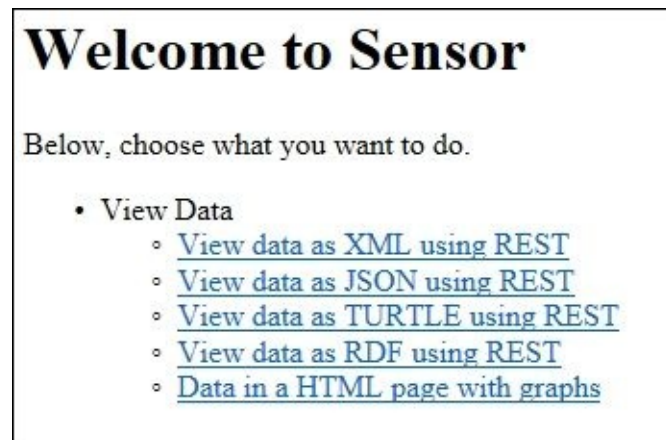 Welcome to Sensor
Below, choose what you want to do.
• View Data
◦ View data as XML using REST
◦ View data as JSON using REST
◦ View data as TURTLE using REST
◦ View data as RDF using REST
◦ Data in a HTML page with graphs